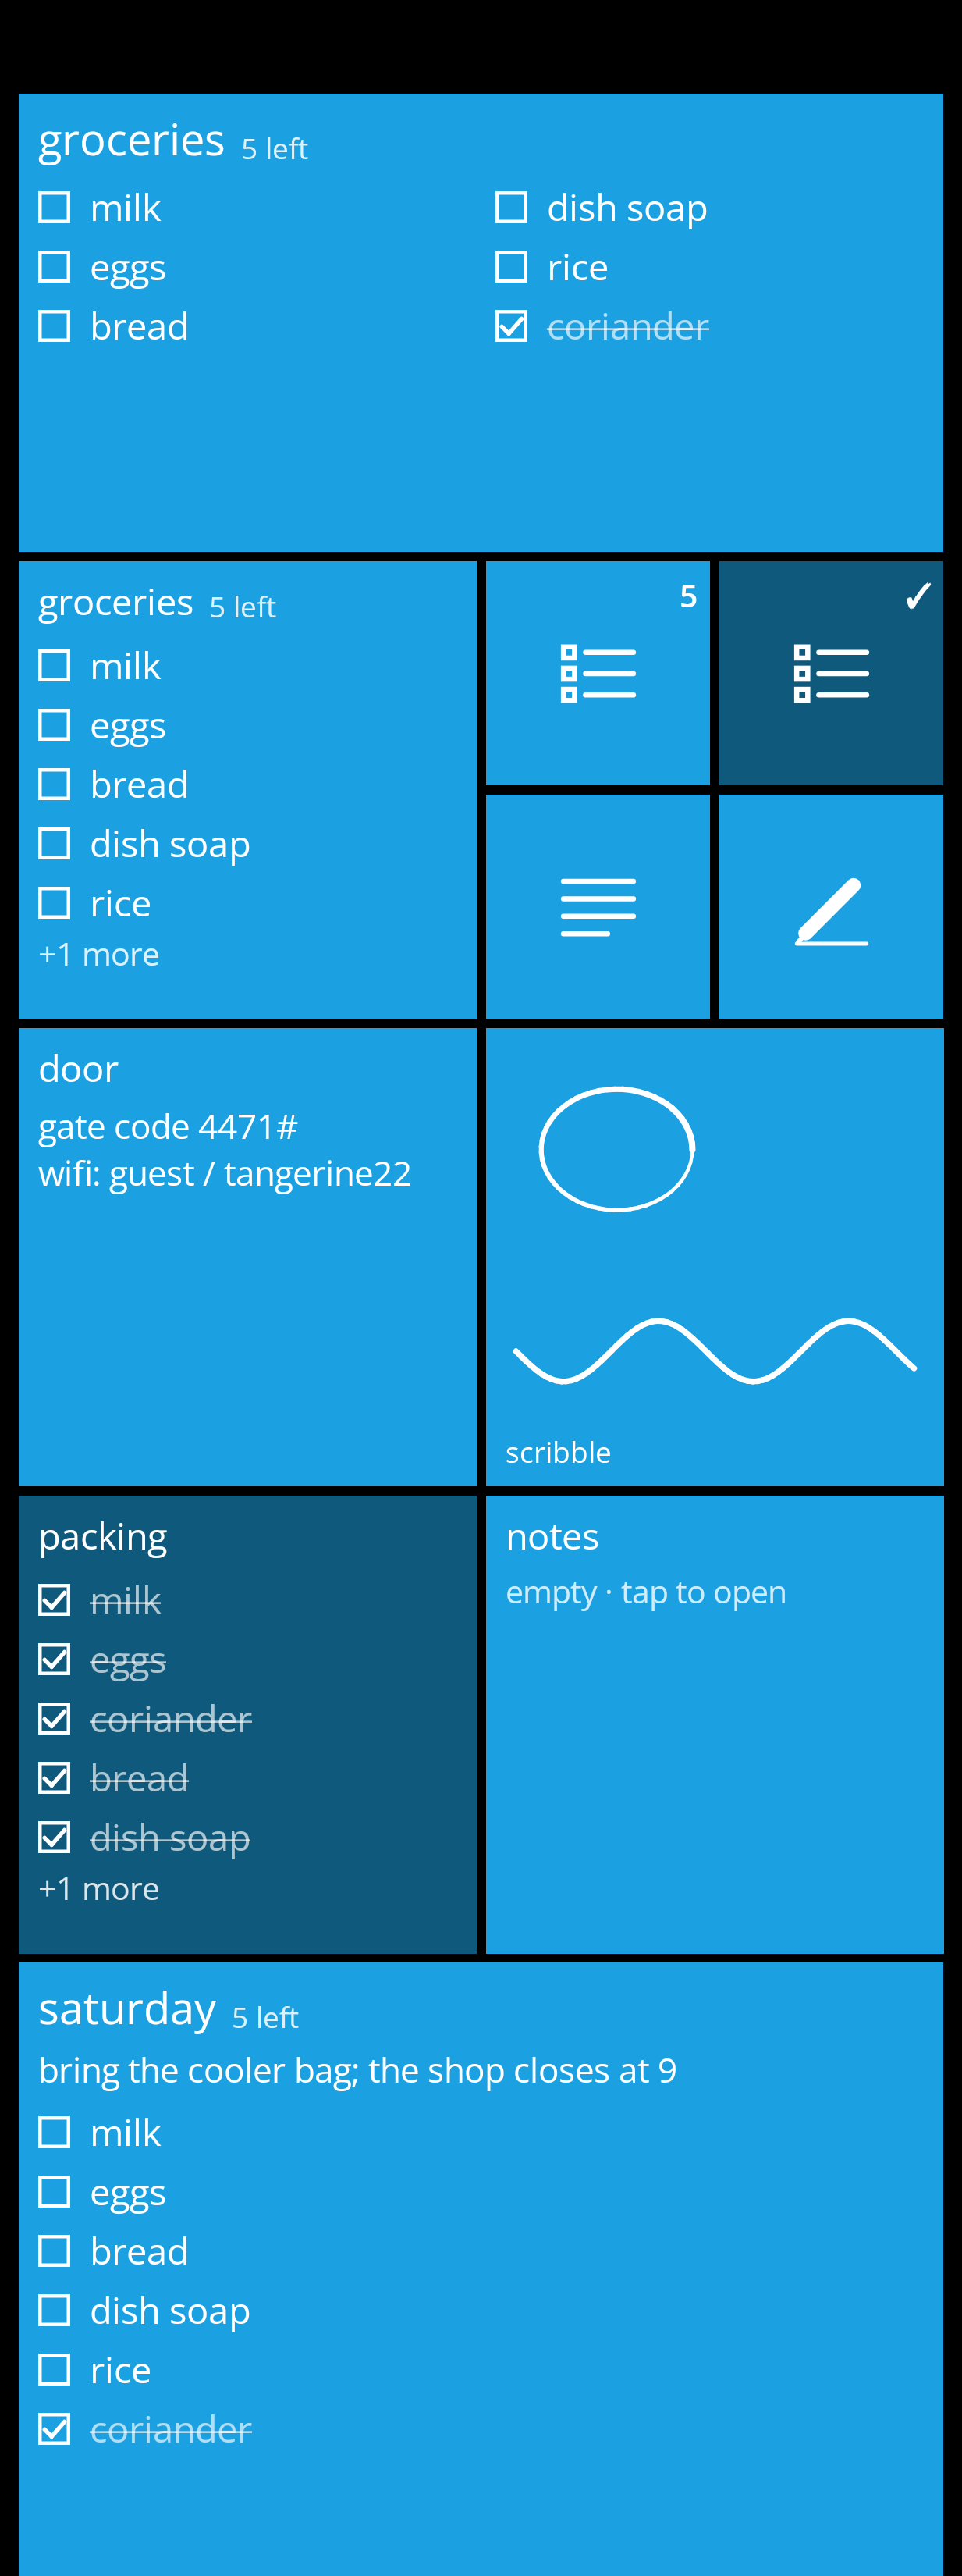 groceries 5 left
milk
eggs
bread
dish soap
rice
coriander
groceries 5 left
milk
eggs
bread
dish soap
rice
+1 more
5
door
gate code 4471#
wifi: guest / tangerine22
scribble
packing
milk
eggs
coriander
bread
dish soap
+1 more
notes
empty · tap to open
saturday 5 left
bring the cooler bag; the shop closes at 9
milk
eggs
bread
dish soap
rice
coriander